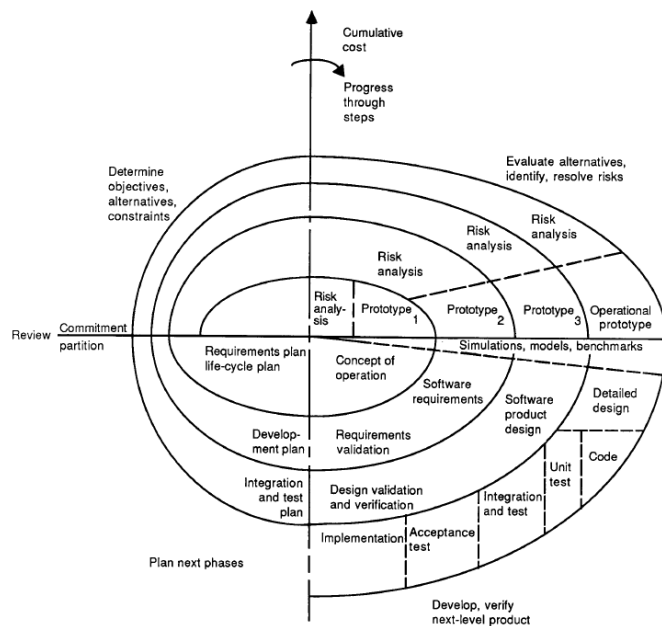 Cumulative
cost
Progress
through
steps
Determine
objectives,
alternatives,
constraints
Evaluate alternatives,
identify, resolve risks
Risk
analysis
Risk
analysis
Risk
analysis
Risk
analy-
sis
Prototype
1
Prototype
2
Prototype
3
Operational
prototype
Review
Commitment
partition
Simulations, models, benchmarks
Requirements plan
life-cycle plan
Concept of
operation
Software
requirements
Software
product
design
Detailed
design
Develop-
ment plan
Requirements
validation
Integration
and test
plan
Design validation
and verification
Integration
and test
Unit
test
Code
Implementation
Acceptance
test
Plan next phases
Develop, verify
next-level product